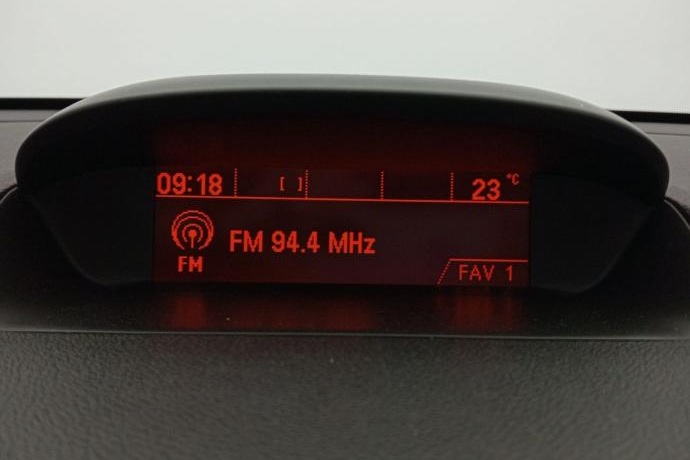 09:18 [ ] 23 °C
FM 94.4 MHz
FM
FAV 1